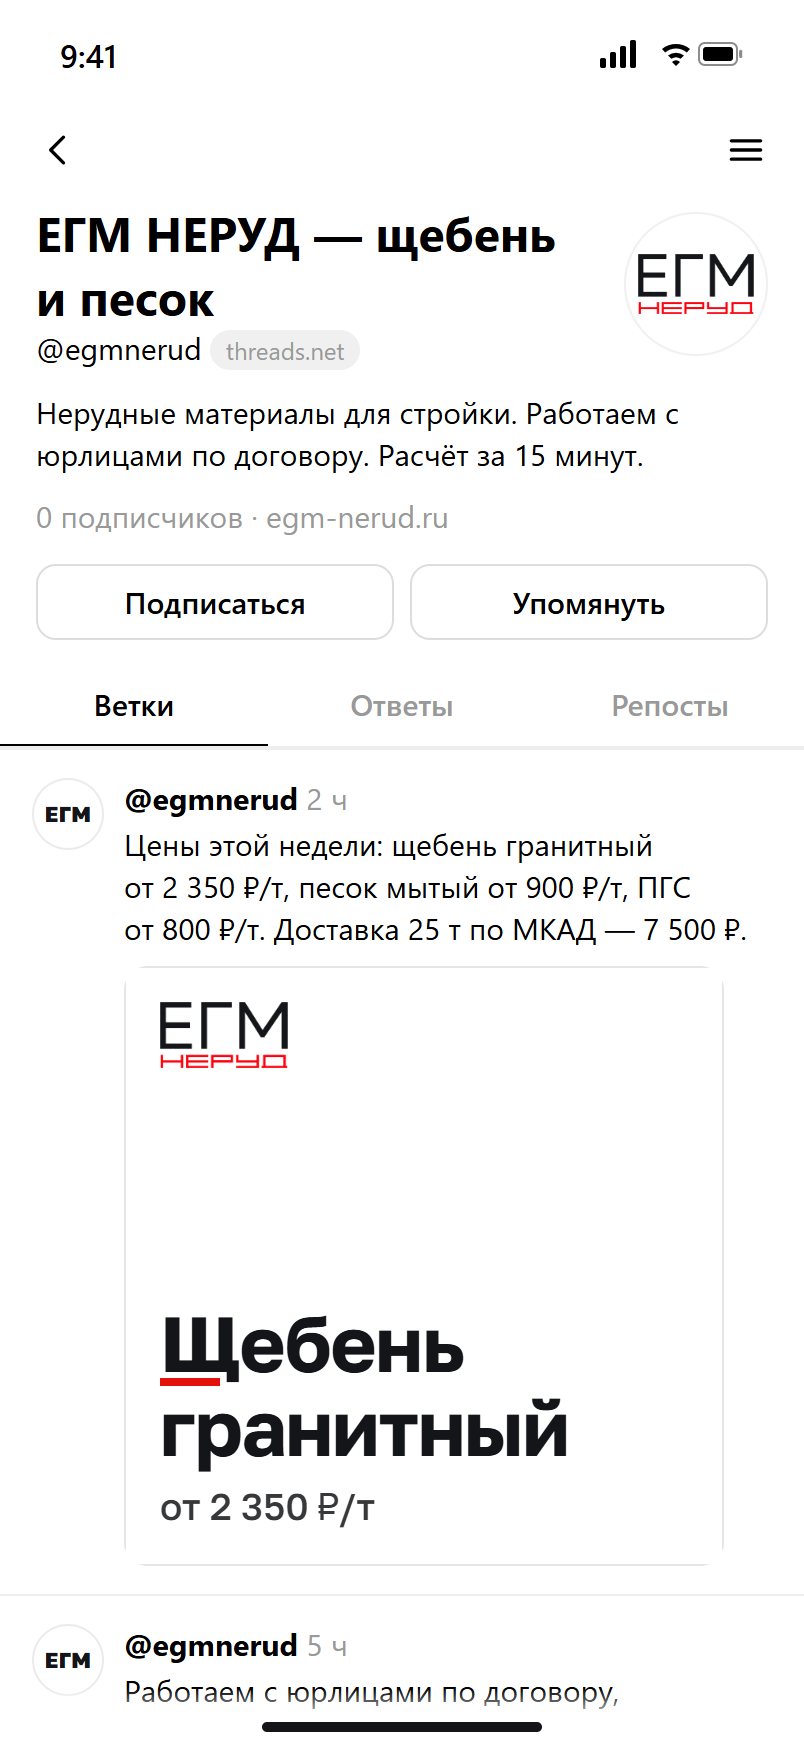 9:41
ЕГМ НЕРУД — щебень
и песок
ЕГМ
НЕРУД
@egmnerud threads.net
Нерудные материалы для стройки. Работаем с
юрлицами по договору. Расчёт за 15 минут.
0 подписчиков · egm-nerud.ru
Подписаться
Упомянуть
Ветки
Ответы
Репосты
ЕГМ
@egmnerud 2 ч
Цены этой недели: щебень гранитный
от 2 350 ₽/т, песок мытый от 900 ₽/т, ПГС
от 800 ₽/т. Доставка 25 т по МКАД — 7 500 ₽.
ЕГМ
НЕРУД
Щебень
гранитный
от 2 350 ₽/т
ЕГМ
@egmnerud 5 ч
Работаем с юрлицами по договору,